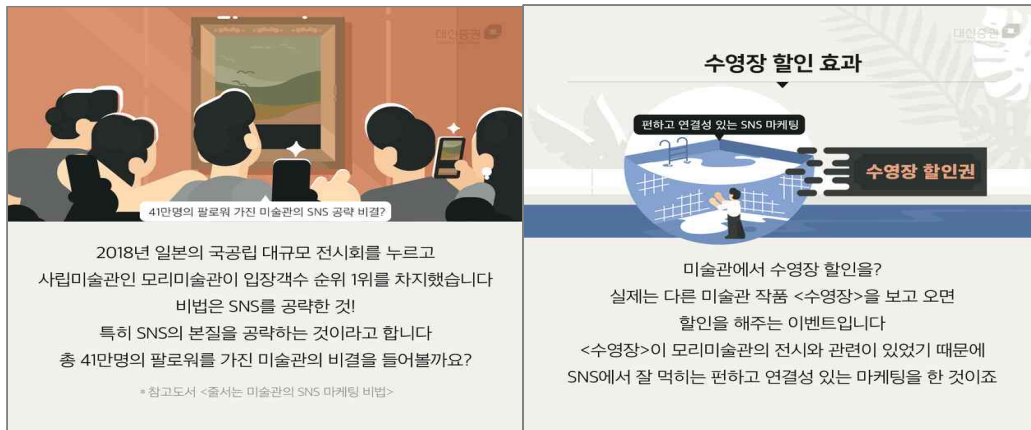 대신증권
41만명의 팔로워 가진 미술관의 SNS 공략 비결?
2018년 일본의 국공립 대규모 전시회를 누르고
사립미술관인 모리미술관이 입장객수 순위 1위를 차지했습니다
비법은 SNS를 공략한 것!
특히 SNS의 본질을 공략하는 것이라고 합니다
총 41만명의 팔로워를 가진 미술관의 비결을 들어볼까요?
* 참고도서 <줄서는 미술관의 SNS 마케팅 비법>
대신증권
수영장 할인 효과
펀하고 연결성 있는 SNS 마케팅
수영장 할인권
미술관에서 수영장 할인을?
실제는 다른 미술관 작품 <수영장>을 보고 오면
할인을 해주는 이벤트입니다
<수영장>이 모리미술관의 전시와 관련이 있었기 때문에
SNS에서 잘 먹히는 펀하고 연결성 있는 마케팅을 한 것이죠